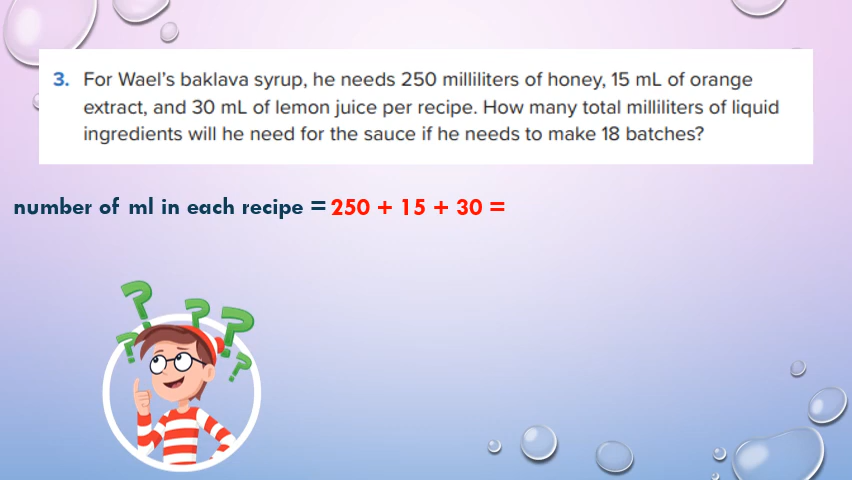 3. For Wael's baklava syrup, he needs 250 milliliters of honey, 15 mL of orange
extract, and 30 mL of lemon juice per recipe. How many total milliliters of liquid
ingredients will he need for the sauce if he needs to make 18 batches?
number of ml in each recipe = 250 + 15 + 30 =
? ? ? ? ?